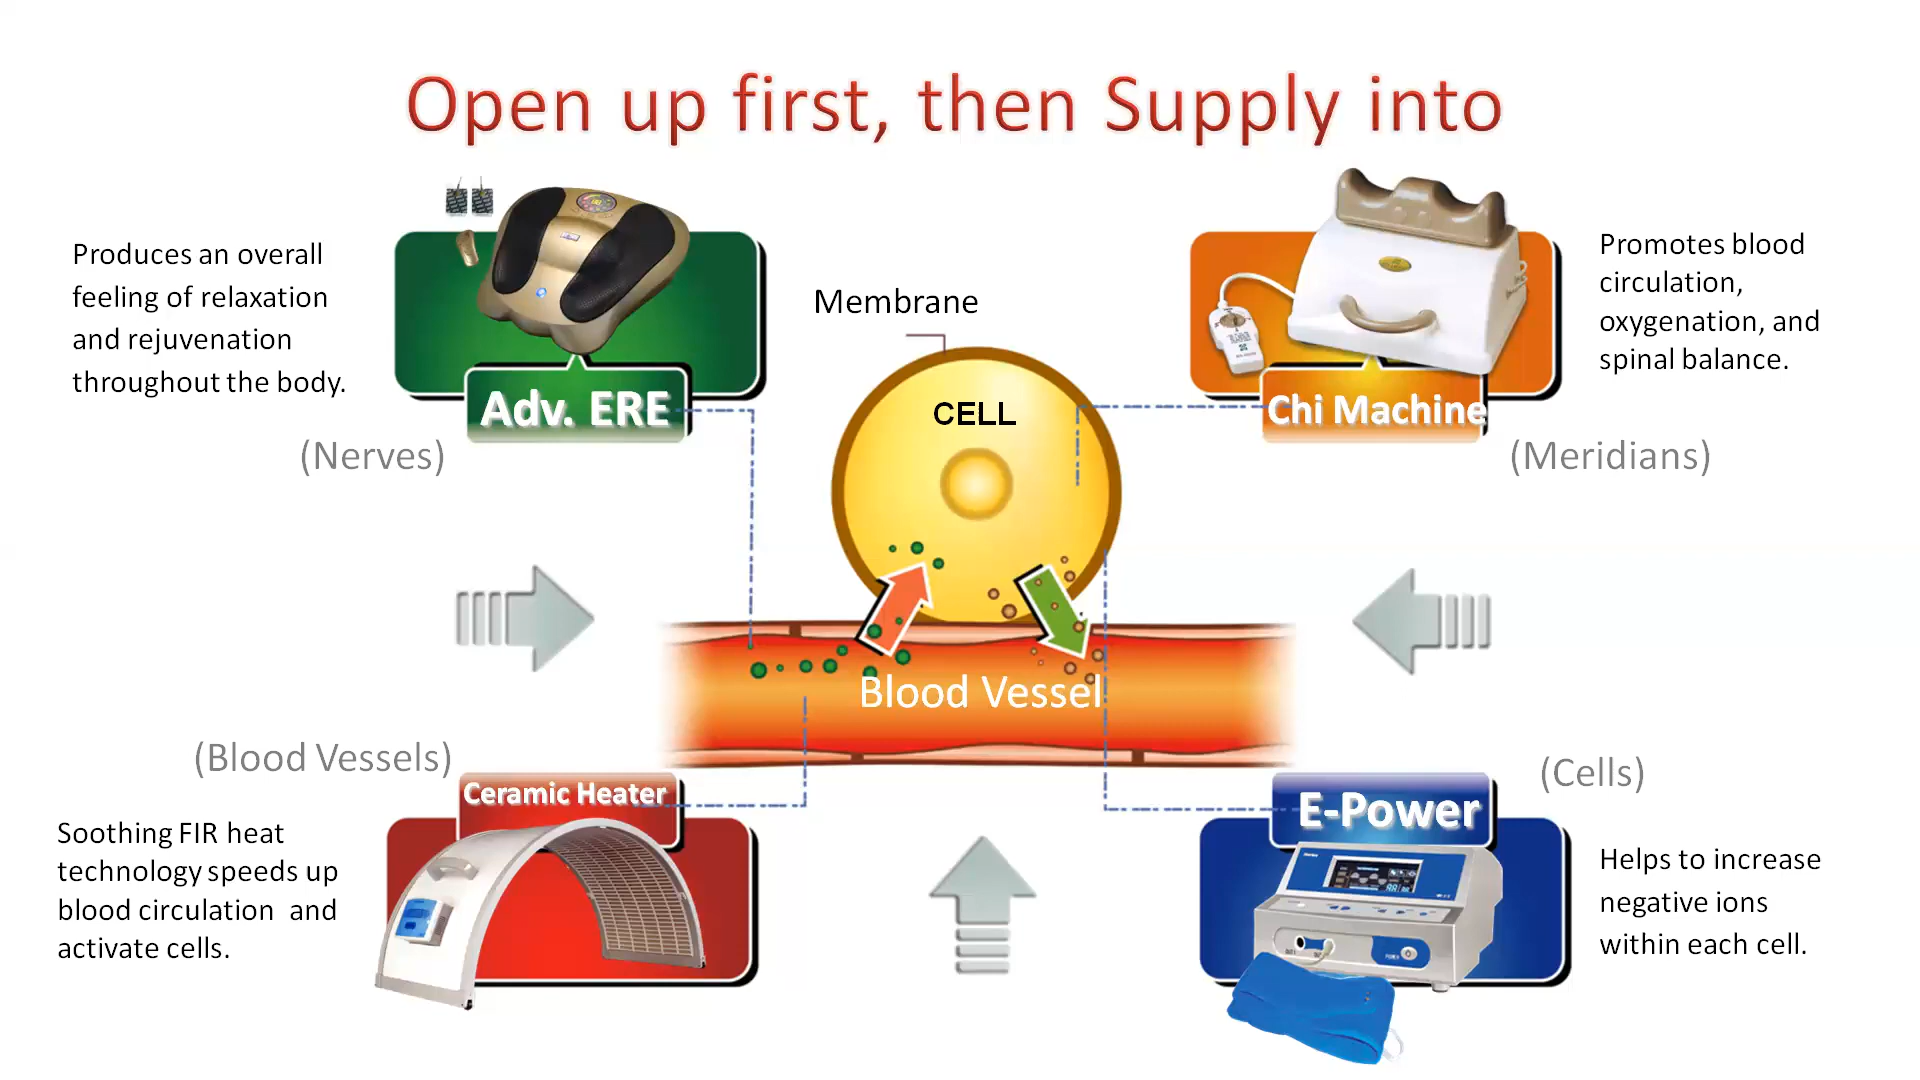 Open up first, then Supply into
Produces an overall
feeling of relaxation
and rejuvenation
throughout the body.
Adv. ERE
(Nerves)
Membrane
CELL
Promotes blood
circulation,
oxygenation, and
spinal balance.
Chi Machine
(Meridians)
Blood Vessel
(Blood Vessels)
Ceramic Heater
Soothing FIR heat
technology speeds up
blood circulation and
activate cells.
(Cells)
E-Power
Helps to increase
negative ions
within each cell.